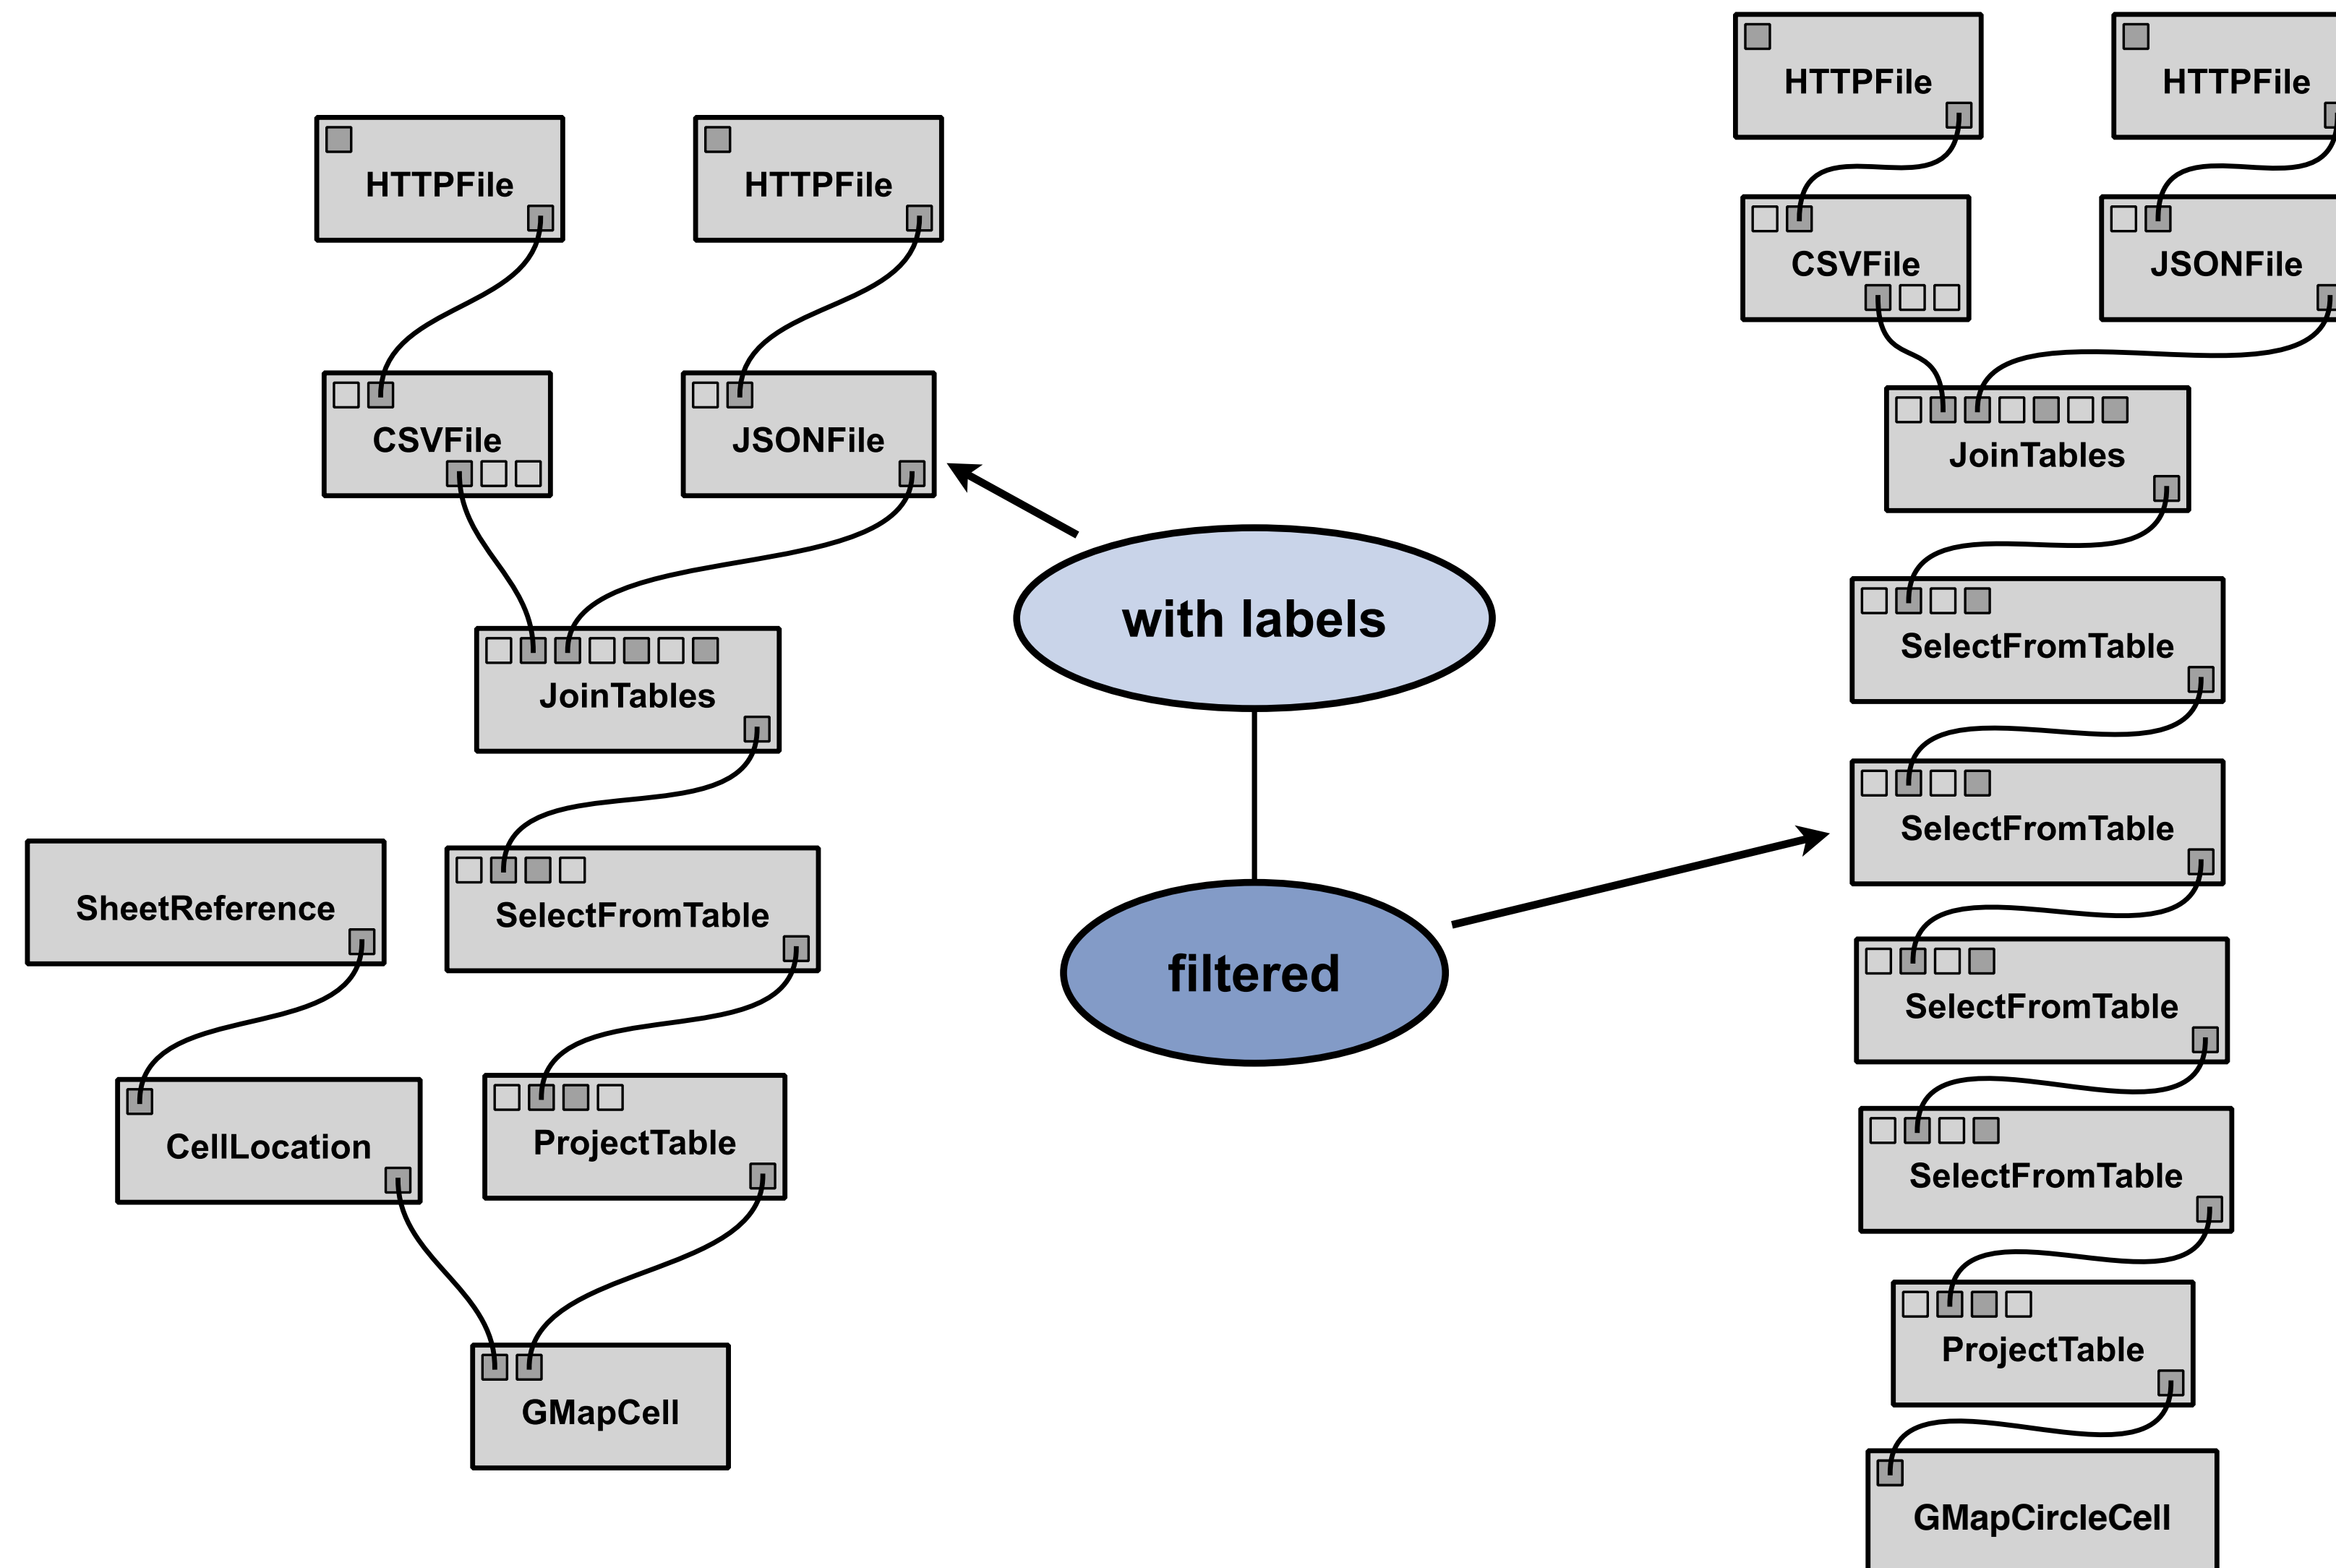 HTTPFile
HTTPFile
CSVFile
JSONFile
JoinTables
SheetReference
SelectFromTable
CellLocation
ProjectTable
GMapCell
with labels
filtered
HTTPFile
HTTPFile
CSVFile
JSONFile
JoinTables
SelectFromTable
SelectFromTable
SelectFromTable
SelectFromTable
ProjectTable
GMapCircleCell